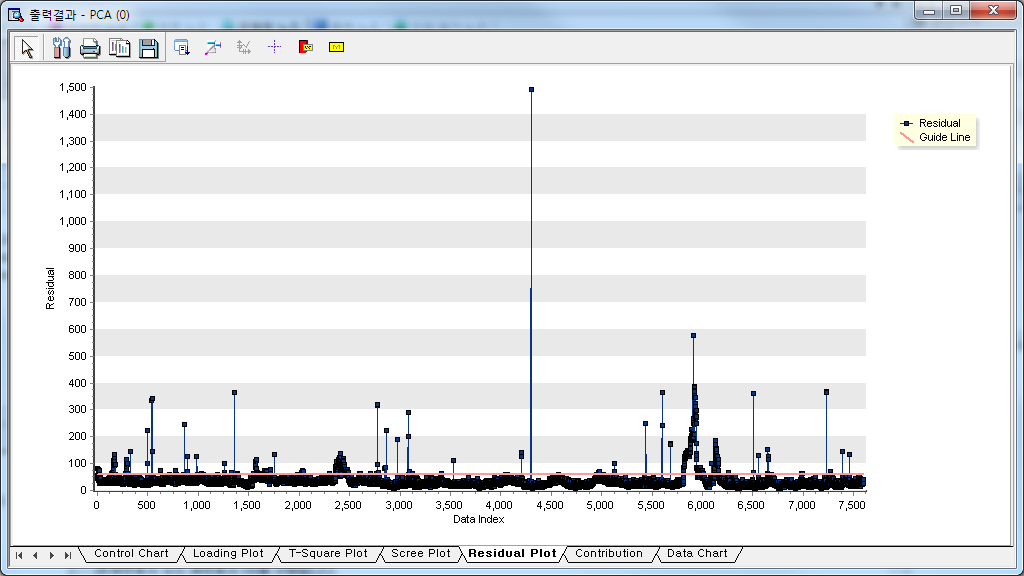 출력결과 - PCA (0)
1,500
1,400
1,300
1,200
1,100
1,000
900
800
700
600
500
400
300
200
100
0
Residual
0 500 1,000 1,500 2,000 2,500 3,000 3,500 4,000 4,500 5,000 5,500 6,000 6,500 7,000 7,500
Data Index
Residual
Guide Line
Control Chart Loading Plot T-Square Plot Scree Plot Residual Plot Contribution Data Chart